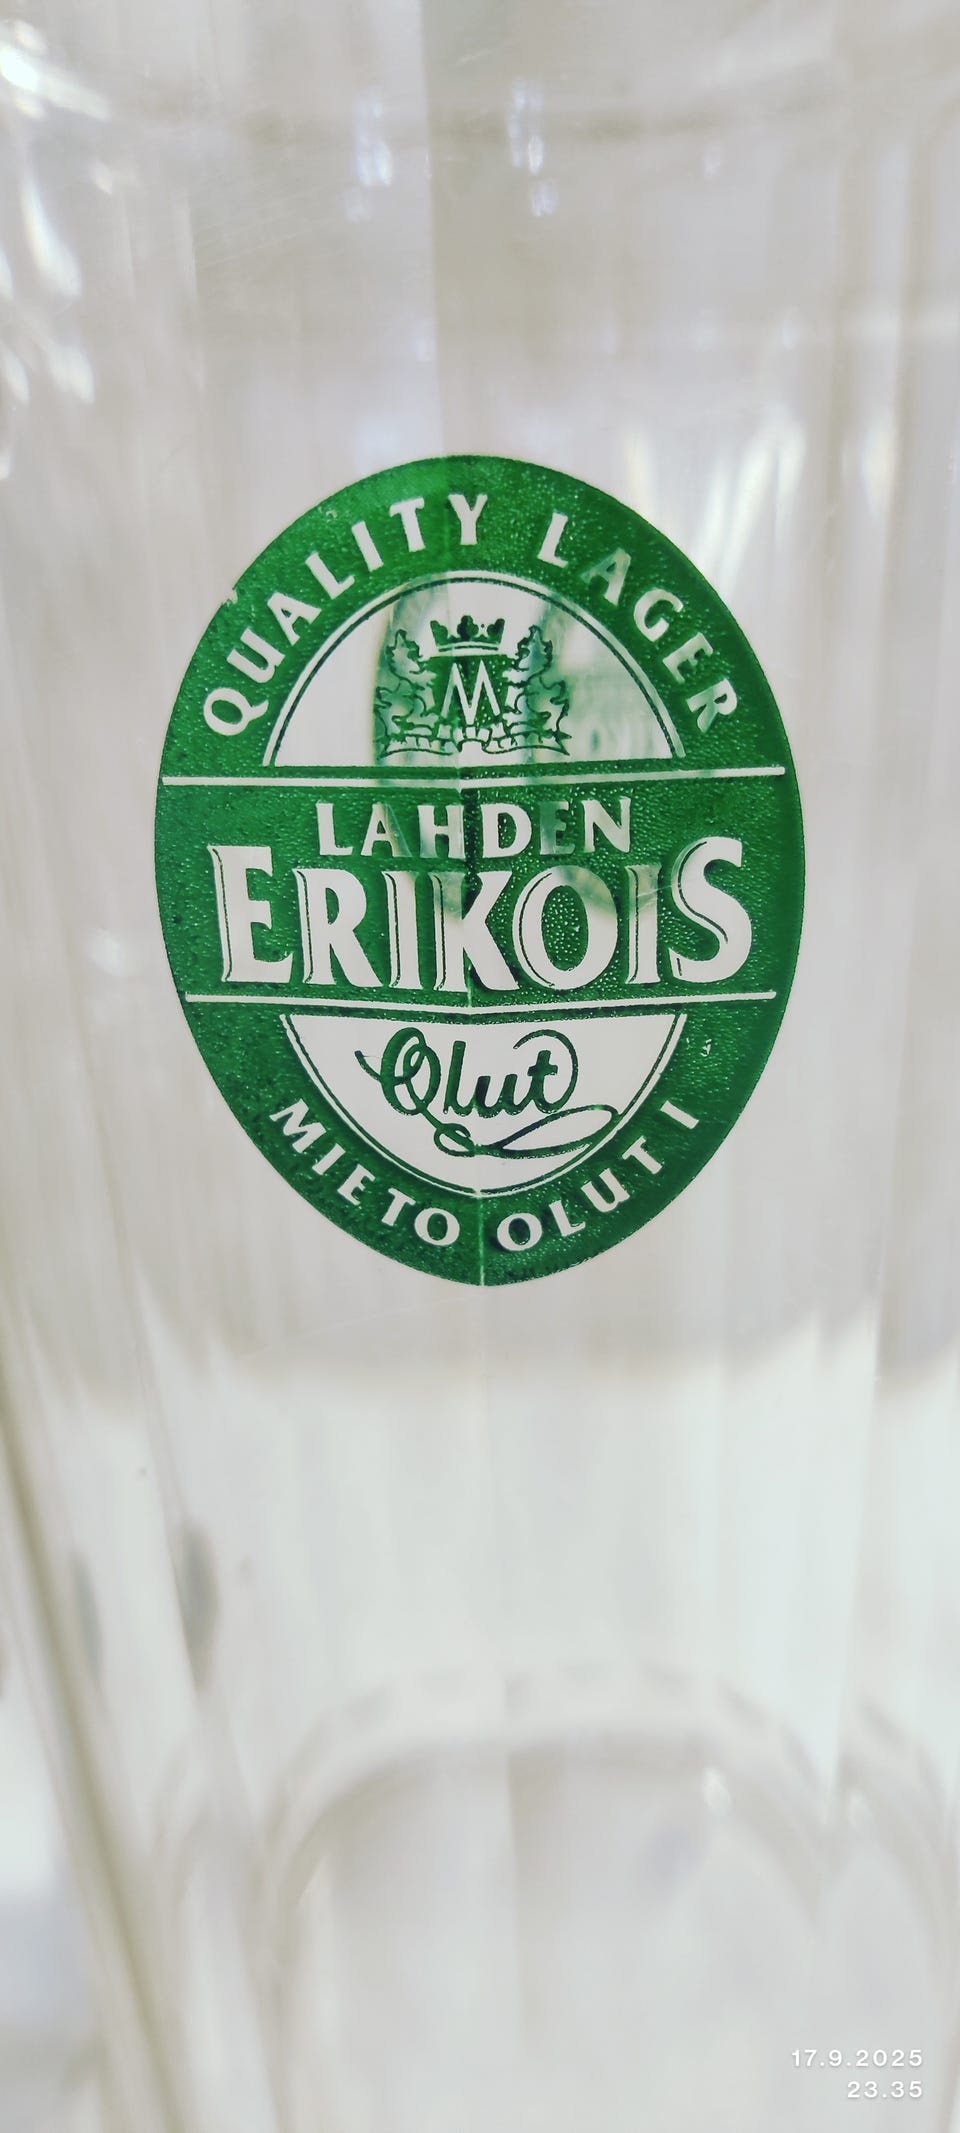 QUALITY LAGER
M
LAHDEN
ERIKOIS
Olut
MIETO OLUT I
17.9.2025
23.35